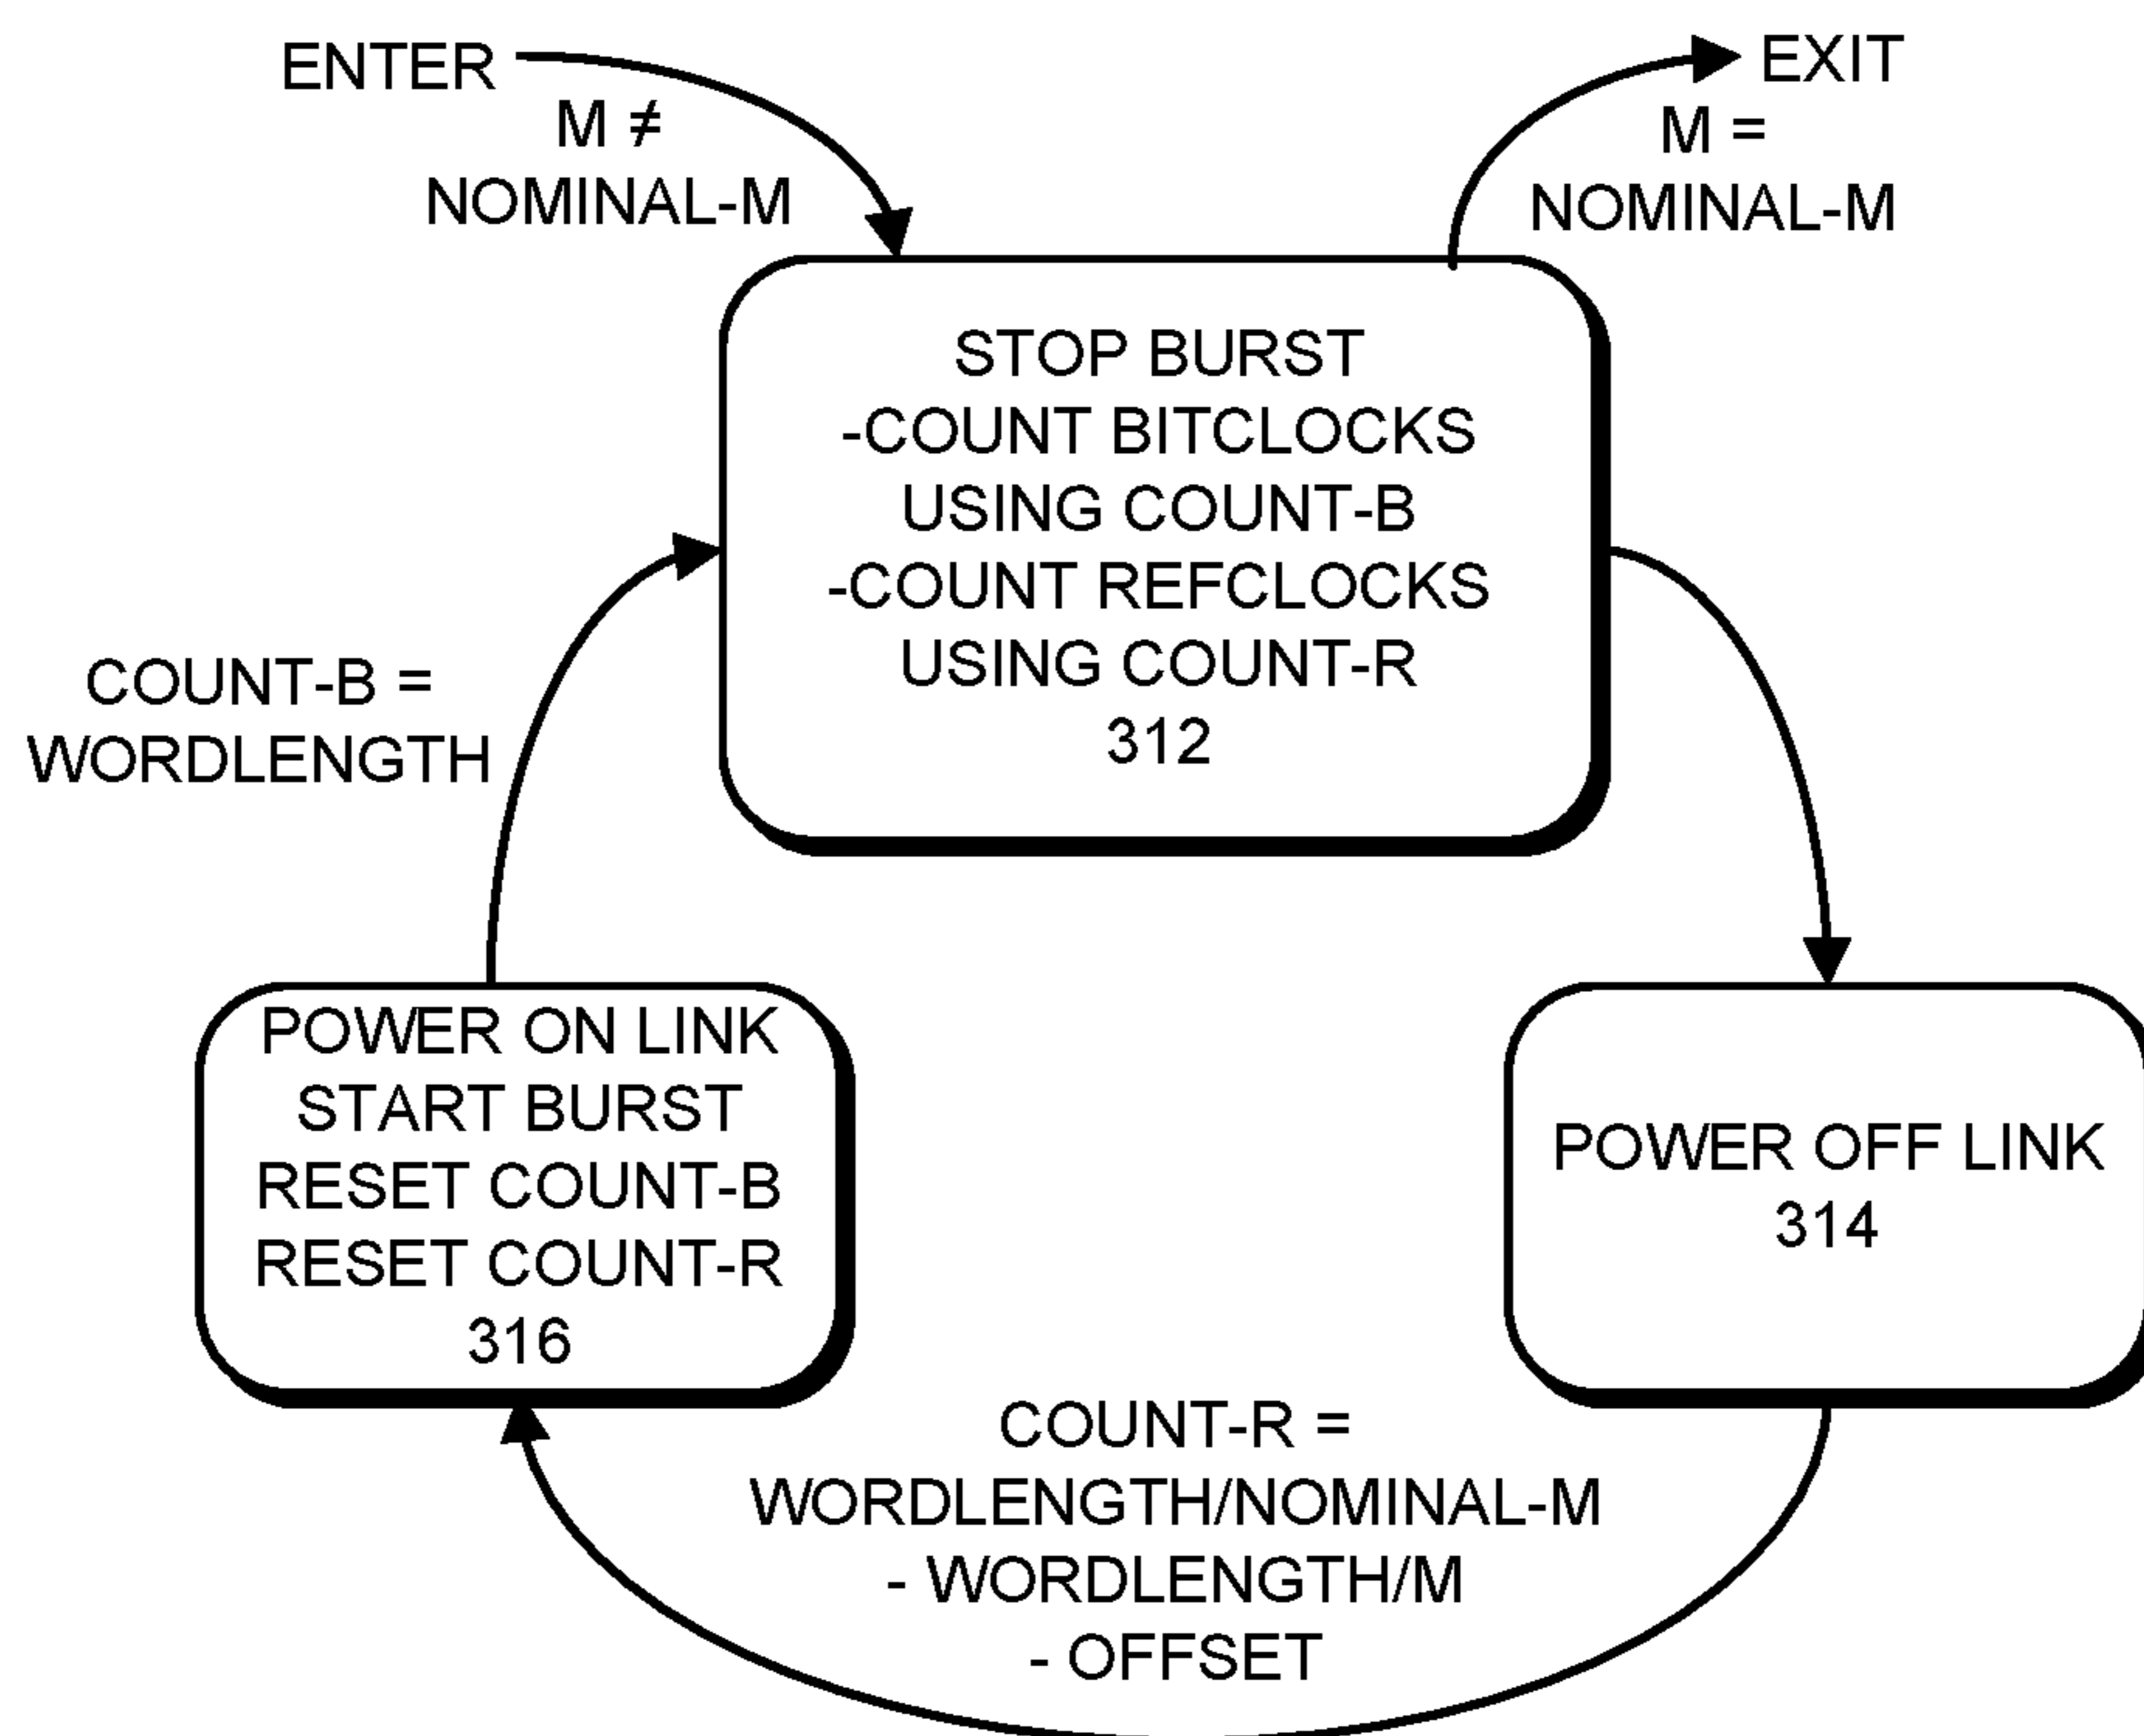 ENTER
M ≠
NOMINAL-M
EXIT
M =
NOMINAL-M
STOP BURST
-COUNT BITCLOCKS
USING COUNT-B
-COUNT REFCLOCKS
USING COUNT-R
312
COUNT-B =
WORDLENGTH
POWER ON LINK
START BURST
RESET COUNT-B
RESET COUNT-R
316
POWER OFF LINK
314
COUNT-R =
WORDLENGTH/NOMINAL-M
- WORDLENGTH/M
- OFFSET